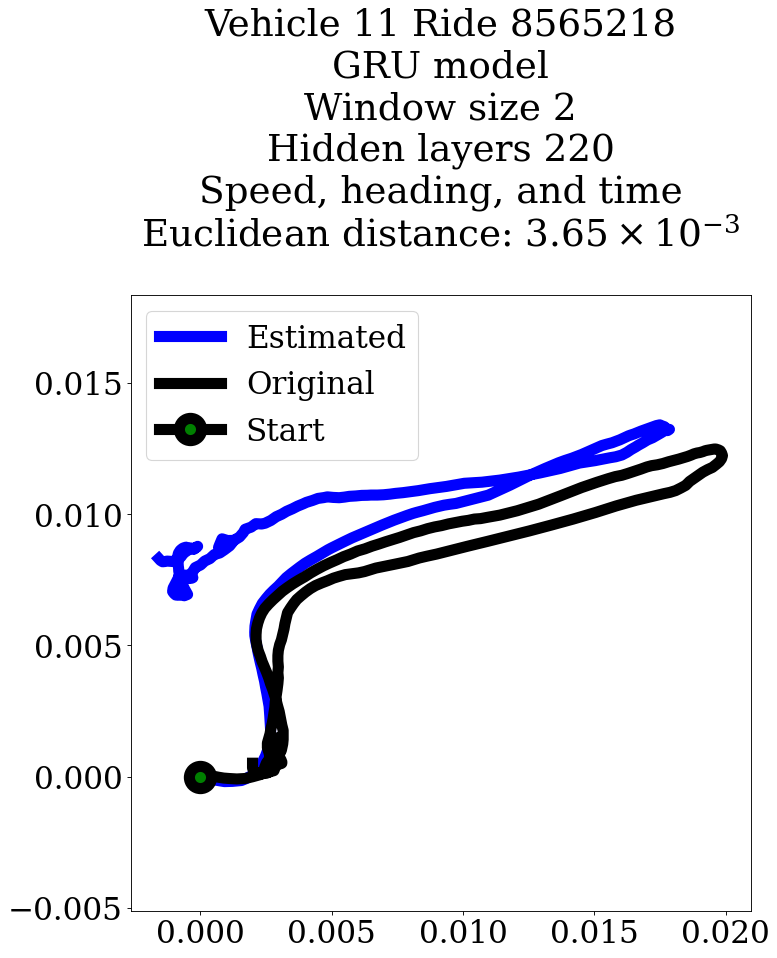 Vehicle 11 Ride 8565218
GRU model
Window size 2
Hidden layers 220
Speed, heading, and time
Euclidean distance: 3.65 × 10⁻³
Estimated
Original
Start
0.015
0.010
0.005
0.000
−0.005
0.000 0.005 0.010 0.015 0.020